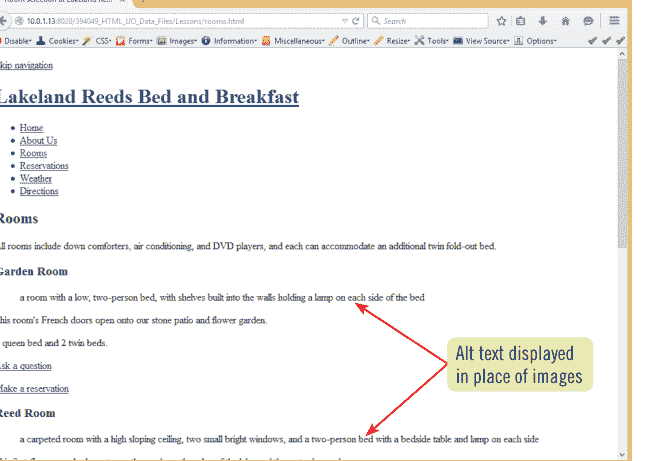 10.0.1.13:8020/394049_HTML_UO_Data_Files/Lessons/rooms.html
Search
Disable Cookies CSS Forms Images Information Miscellaneous Outline Resize Tools View Source Options
kip navigation
Lakeland Reeds Bed and Breakfast
Home
About Us
Rooms
Reservations
Weather
Directions
Rooms
All rooms include down comforters, air conditioning, and DVD players, and each can accommodate an additional twin fold-out bed.
Garden Room
a room with a low, two-person bed, with shelves built into the walls holding a lamp on each side of the bed
his room's French doors open onto our stone patio and flower garden.
queen bed and 2 twin beds.
Ask a question
Make a reservation
Alt text displayed
in place of images
Reed Room
a carpeted room with a high sloping ceiling, two small bright windows, and a two-person bed with a bedside table and lamp on each side